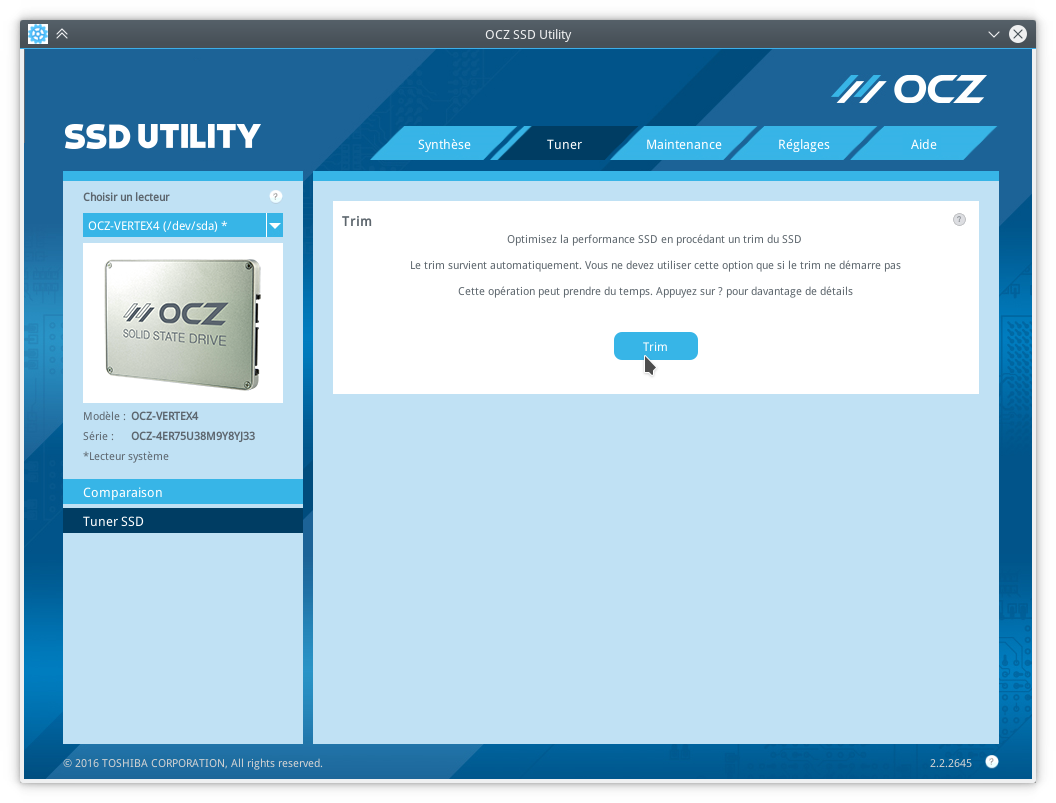 OCZ SSD Utility
OCZ
SSD UTILITY
Synthèse
Tuner
Maintenance
Réglages
Aide
Choisir un lecteur
?
OCZ-VERTEX4 (/dev/sda) *
OCZ
SOLID STATE DRIVE
Modèle : OCZ-VERTEX4
Série : OCZ-4ER75U38M9Y8YJ33
*Lecteur système
Comparaison
Tuner SSD
Trim
?
Optimisez la performance SSD en procédant un trim du SSD
Le trim survient automatiquement. Vous ne devez utiliser cette option que si le trim ne démarre pas
Cette opération peut prendre du temps. Appuyez sur ? pour davantage de détails
Trim
© 2016 TOSHIBA CORPORATION, All rights reserved.
2.2.2645
?